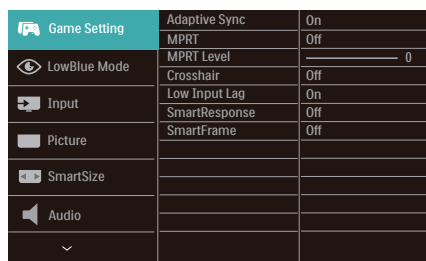 Game Setting
LowBlue Mode
Input
Picture
SmartSize
Audio
Adaptive Sync On
MPRT Off
MPRT Level 0
Crosshair Off
Low Input Lag On
SmartResponse Off
SmartFrame Off